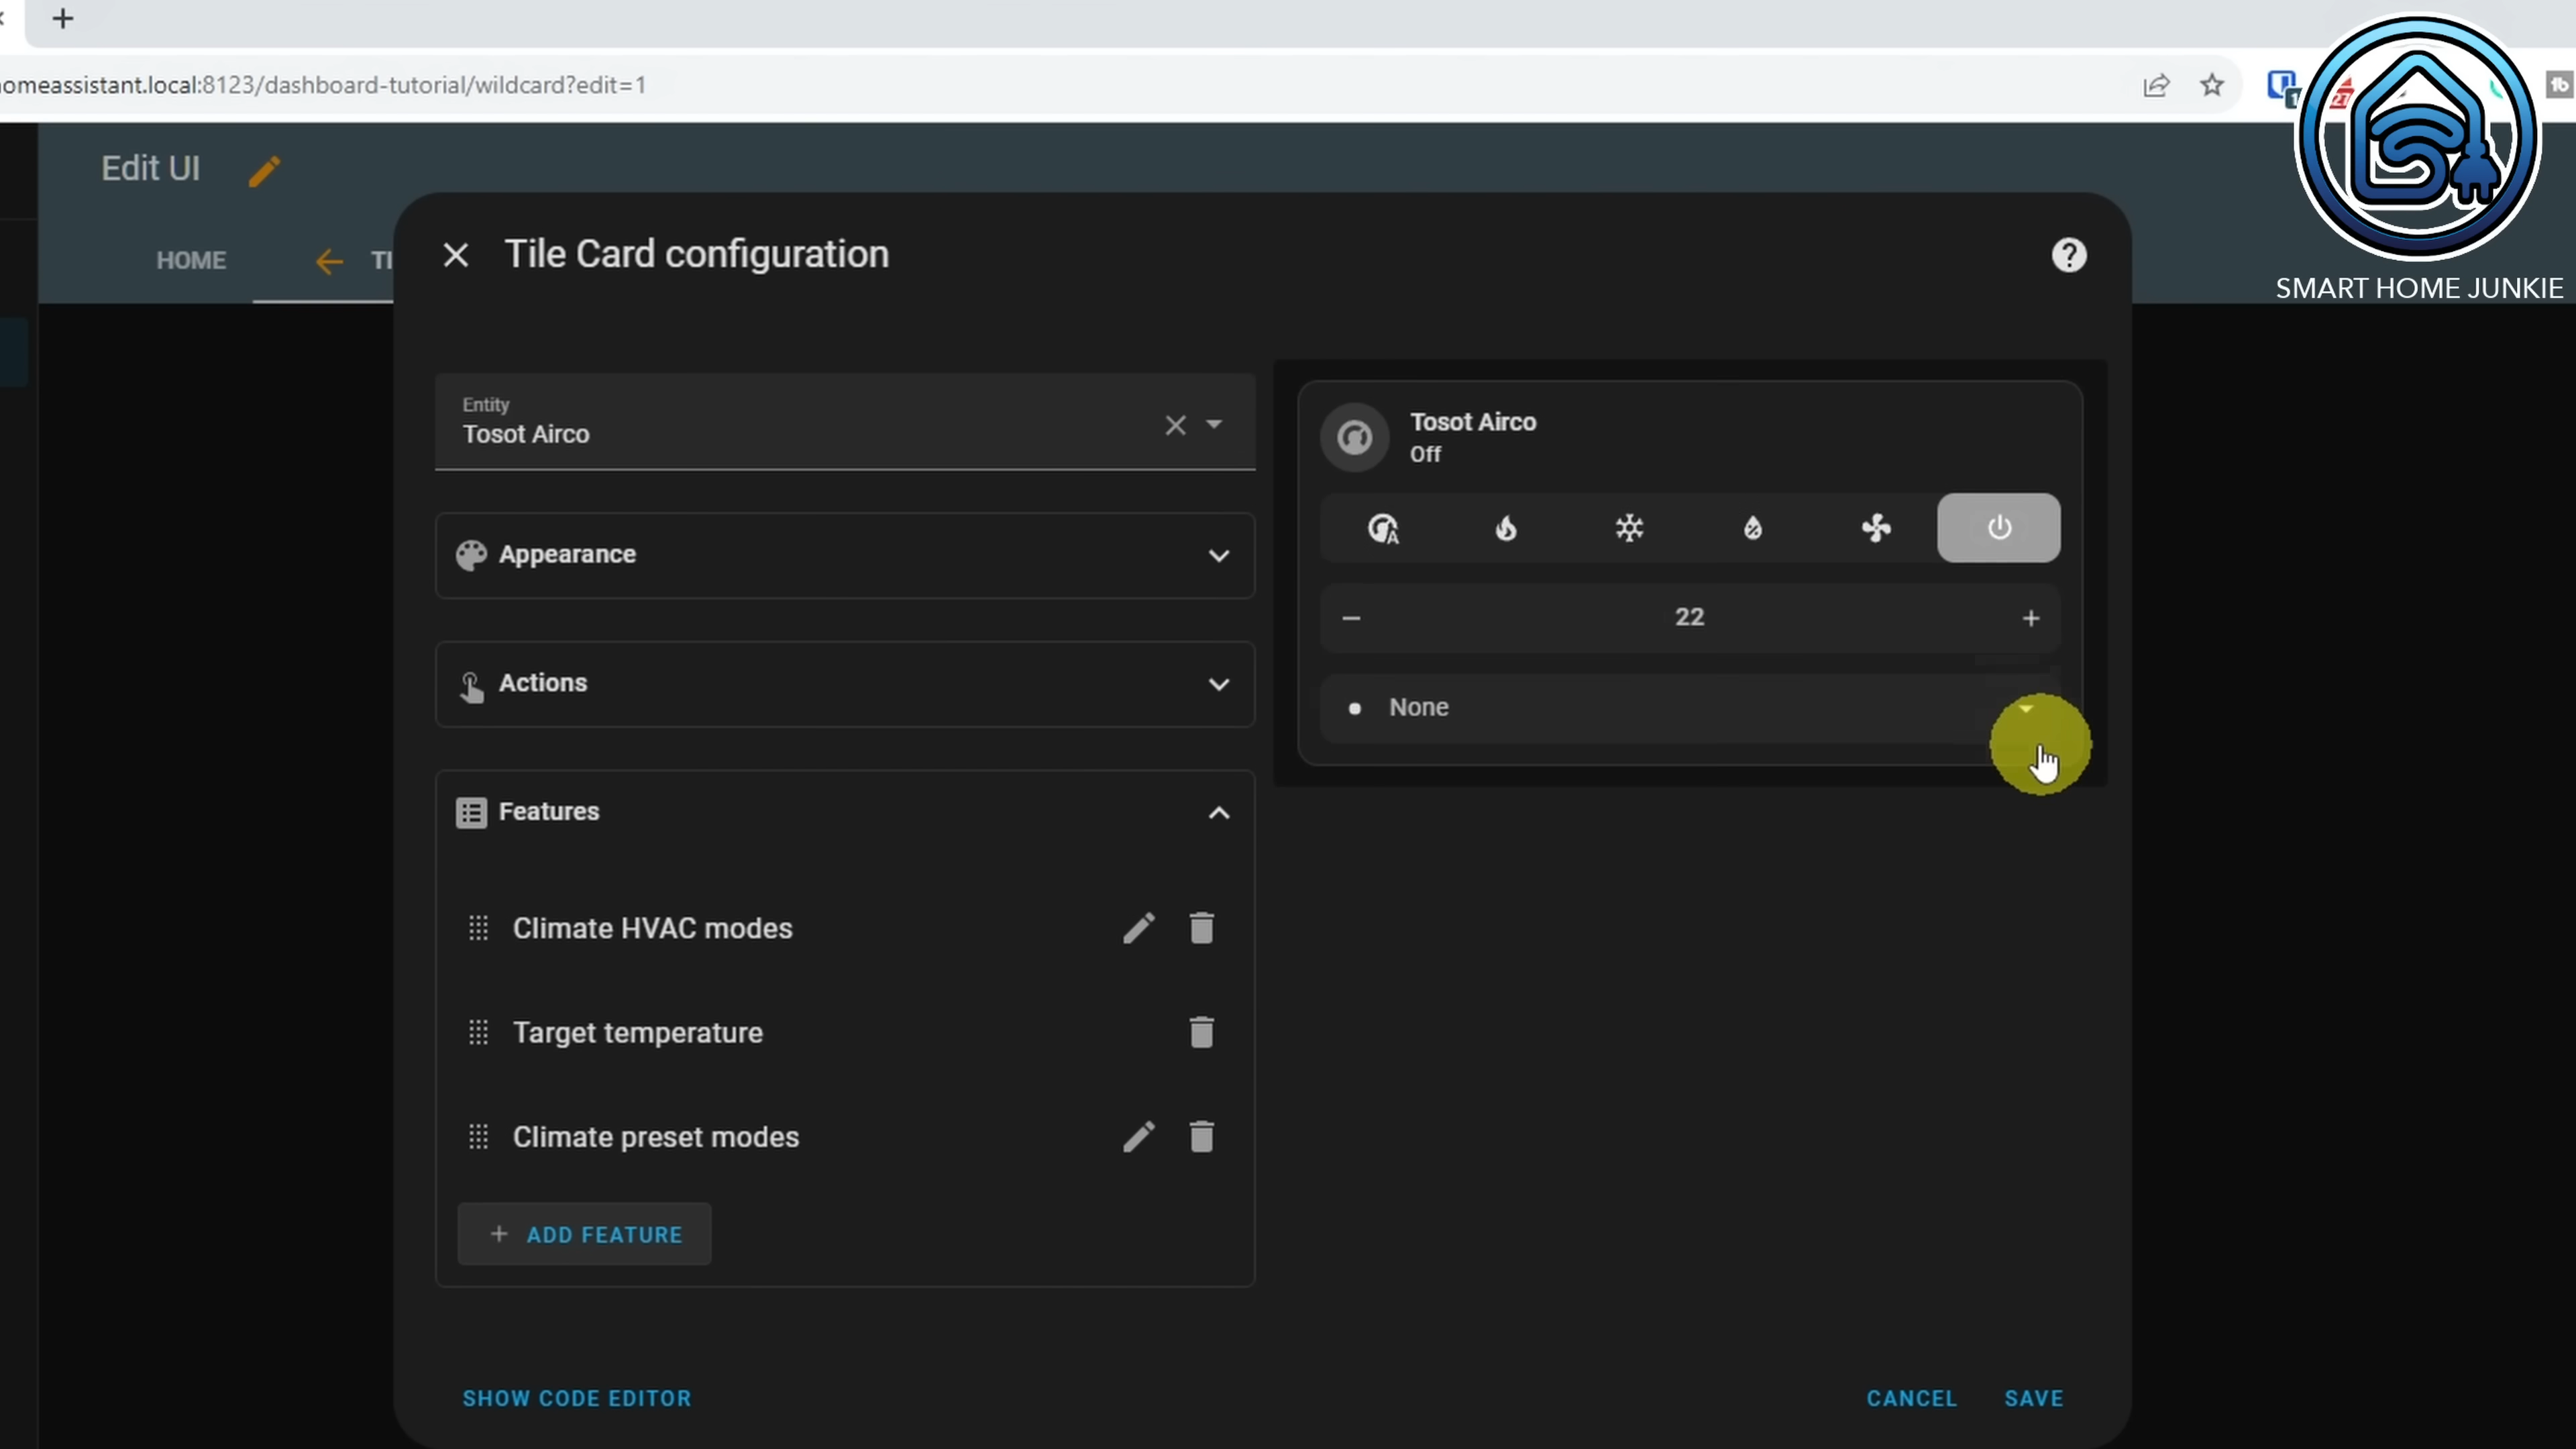 omeassistant.local:8123/dashboard-tutorial/wildcard?edit=1
Edit UI
HOME
TI
SMART HOME JUNKIE
Tile Card configuration
Entity
Tosot Airco
Appearance
Actions
Features
Climate HVAC modes
Target temperature
Climate preset modes
+ ADD FEATURE
Tosot Airco
Off
22
None
SHOW CODE EDITOR
CANCEL
SAVE